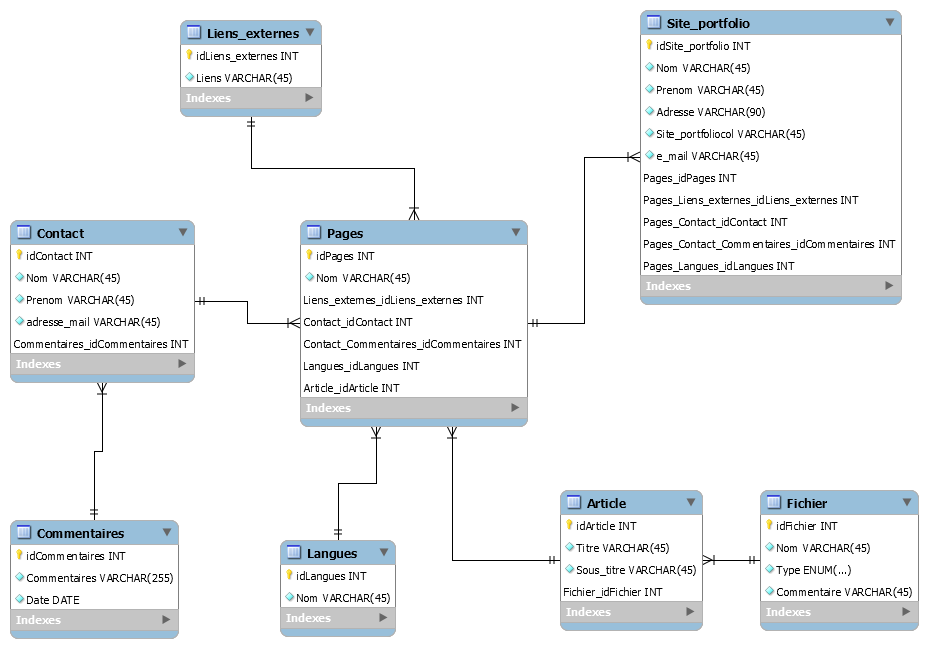 Liens_externes
idLiens_externes INT
Liens VARCHAR(45)
Indexes
Site_portfolio
idSite_portfolio INT
Nom VARCHAR(45)
Prenom VARCHAR(45)
Adresse VARCHAR(90)
Site_portfoliocol VARCHAR(45)
e_mail VARCHAR(45)
Pages_idPages INT
Pages_Liens_externes_idLiens_externes INT
Pages_Contact_idContact INT
Pages_Contact_Commentaires_idCommentaires INT
Pages_Langues_idLangues INT
Indexes
Contact
idContact INT
Nom VARCHAR(45)
Prenom VARCHAR(45)
adresse_mail VARCHAR(45)
Commentaires_idCommentaires INT
Indexes
Pages
idPages INT
Nom VARCHAR(45)
Liens_externes_idLiens_externes INT
Contact_idContact INT
Contact_Commentaires_idCommentaires INT
Langues_idLangues INT
Article_idArticle INT
Indexes
Commentaires
idCommentaires INT
Commentaires VARCHAR(255)
Date DATE
Indexes
Langues
idLangues INT
Nom VARCHAR(45)
Indexes
Article
idArticle INT
Titre VARCHAR(45)
Sous_titre VARCHAR(45)
Fichier_idFichier INT
Indexes
Fichier
idFichier INT
Nom VARCHAR(45)
Type ENUM(...)
Commentaire VARCHAR(45)
Indexes